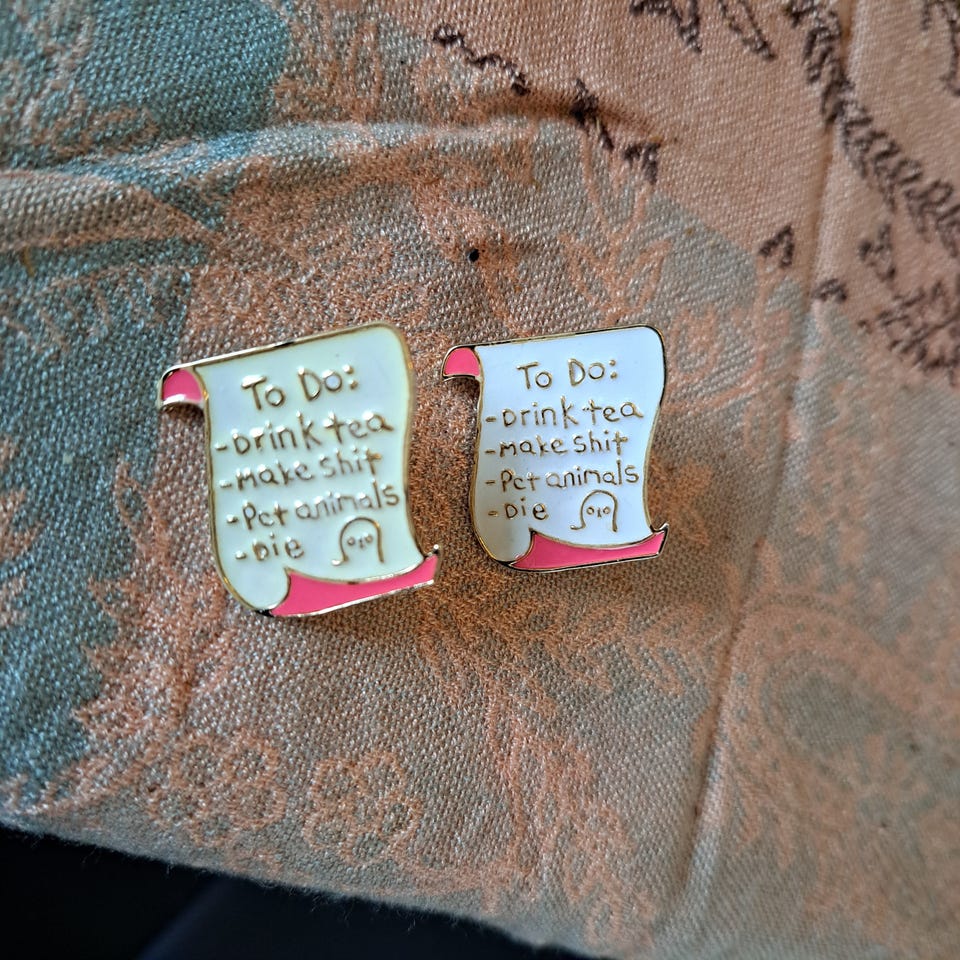 To Do:
-Drink tea
-make shit
-Pet animals
-Die
To Do:
-Drink tea
-make shit
-Pet animals
-Die